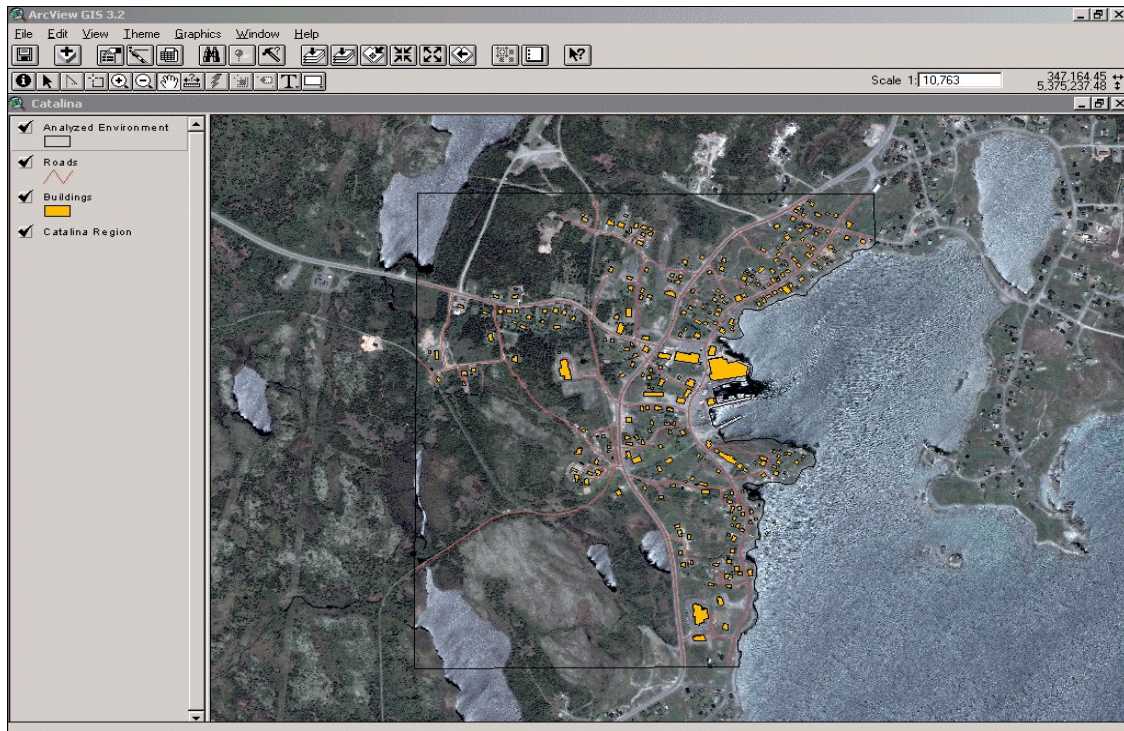 ArcView GIS 3.2
File Edit View Theme Graphics Window Help
T
Scale 1: 10,763
347,164.45
5,375,237.48
Catalina
Analyzed Environment
Roads
Buildings
Catalina Region